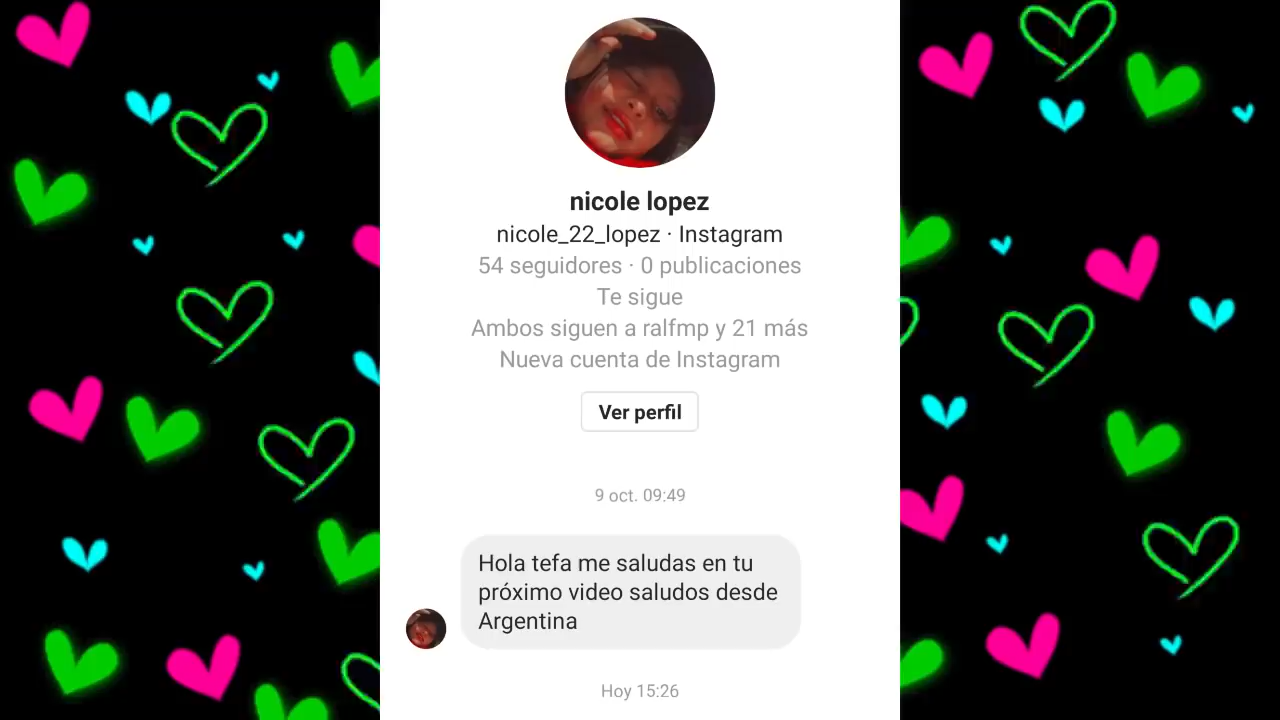 nicole lopez
nicole_22_lopez · Instagram
54 seguidores · 0 publicaciones
Te sigue
Ambos siguen a ralfmp y 21 más
Nueva cuenta de Instagram
Ver perfil
9 oct. 09:49
Hola tefa me saludas en tu
próximo video saludos desde
Argentina
Hoy 15:26